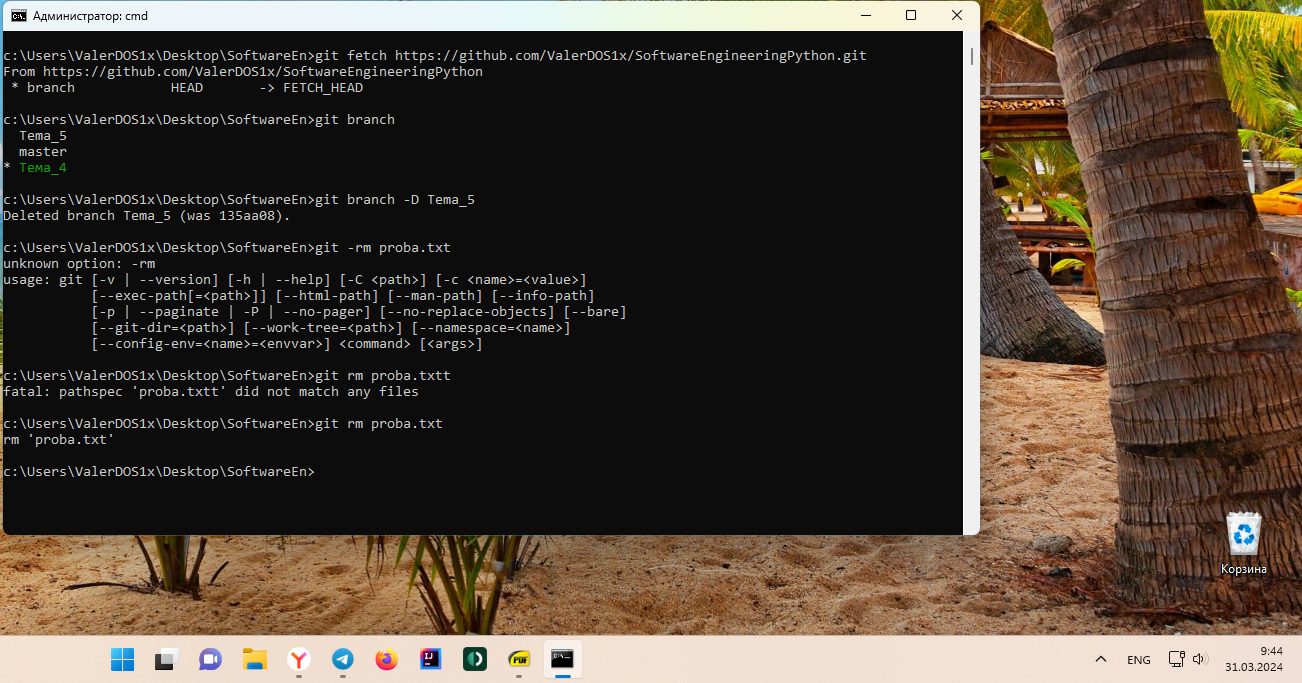 Администратор: cmd
c:\Users\ValerDOS1x\Desktop\SoftwareEn>git fetch https://github.com/ValerDOS1x/SoftwareEngineeringPython.git
From https://github.com/ValerDOS1x/SoftwareEngineeringPython
 * branch            HEAD       -> FETCH_HEAD
c:\Users\ValerDOS1x\Desktop\SoftwareEn>git branch
  Tema_5
  master
* Тема_4
c:\Users\ValerDOS1x\Desktop\SoftwareEn>git branch -D Tema_5
Deleted branch Tema_5 (was 135aa08).
c:\Users\ValerDOS1x\Desktop\SoftwareEn>git -rm proba.txt
unknown option: -rm
usage: git [-v | --version] [-h | --help] [-C <path>] [-c <name>=<value>]
           [--exec-path[=<path>]] [--html-path] [--man-path] [--info-path]
           [-p | --paginate | -P | --no-pager] [--no-replace-objects] [--bare]
           [--git-dir=<path>] [--work-tree=<path>] [--namespace=<name>]
           [--config-env=<name>=<envvar>] <command> [<args>]
c:\Users\ValerDOS1x\Desktop\SoftwareEn>git rm proba.txtt
fatal: pathspec 'proba.txtt' did not match any files
c:\Users\ValerDOS1x\Desktop\SoftwareEn>git rm proba.txt
rm 'proba.txt'
c:\Users\ValerDOS1x\Desktop\SoftwareEn>
Корзина
PDF
ENG
9:44
31.03.2024